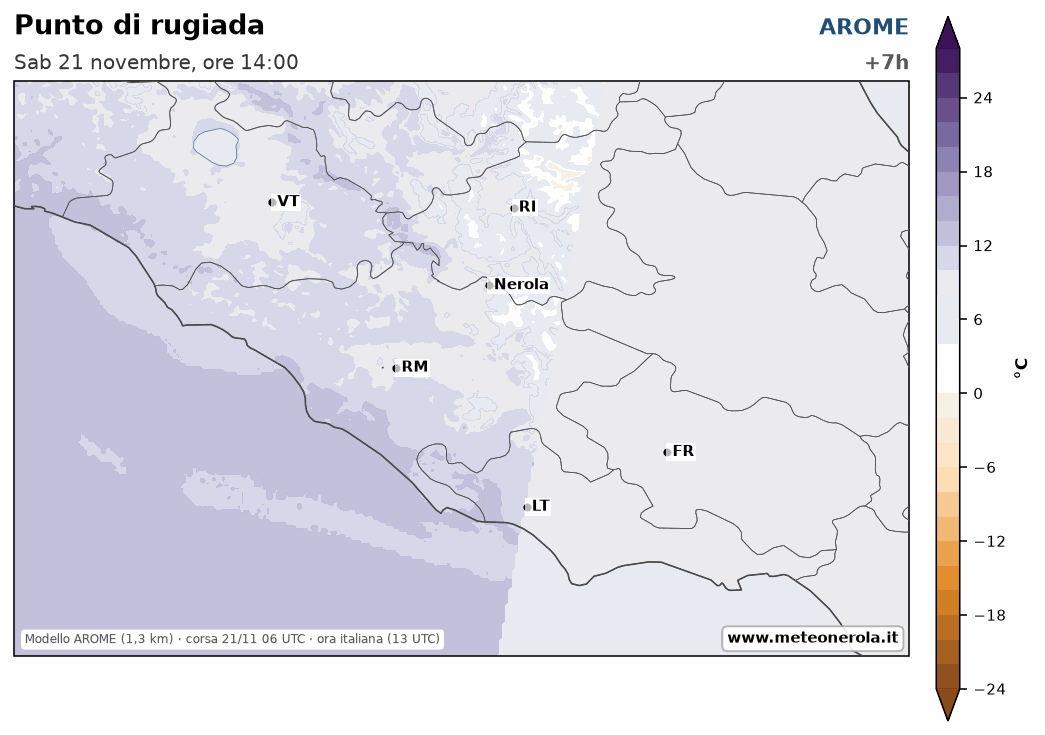 Punto di rugiada
AROME
Sab 21 novembre, ore 14:00
+7h
VT
RI
Nerola
RM
FR
LT
Modello AROME (1,3 km) · corsa 21/11 06 UTC · ora italiana (13 UTC)
www.meteonerola.it
24
18
12
6
0
−6
−12
−18
−24
°C